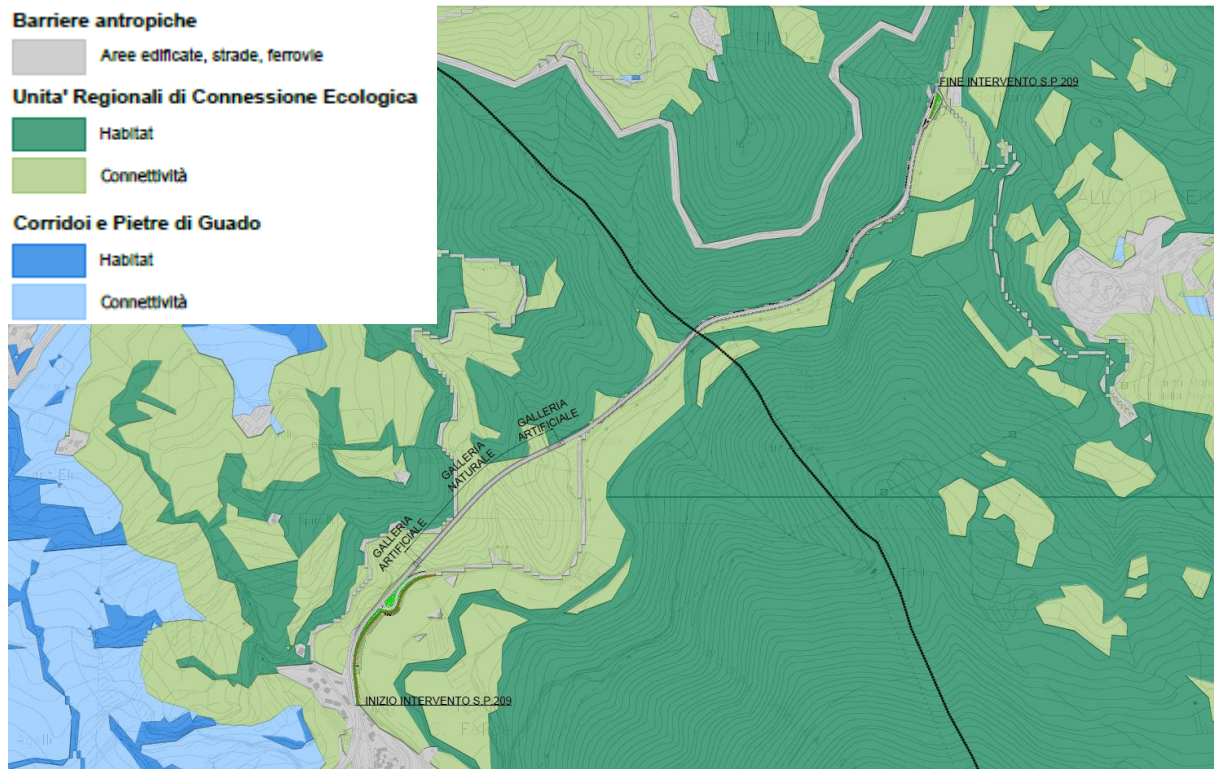 Barriere antropiche
Aree edificate, strade, ferrovie
Unita' Regionali di Connessione Ecologica
Habitat
Connettività
Corridoi e Pietre di Guado
Habitat
Connettività
FINE INTERVENTO S.P.209
GALLERIA
ARTIFICIALE
GALLERIA
NATURALE
GALLERIA
ARTIFICIALE
INIZIO INTERVENTO S.P.209